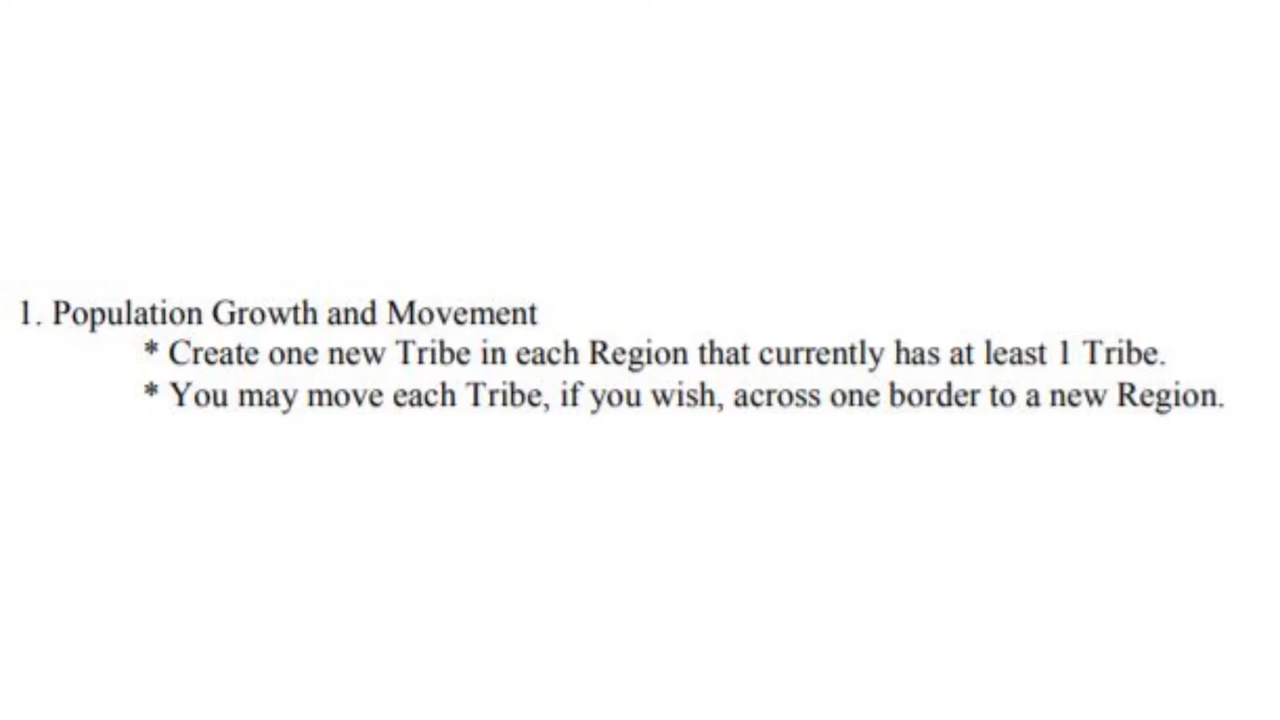 1. Population Growth and Movement
* Create one new Tribe in each Region that currently has at least 1 Tribe.
* You may move each Tribe, if you wish, across one border to a new Region.